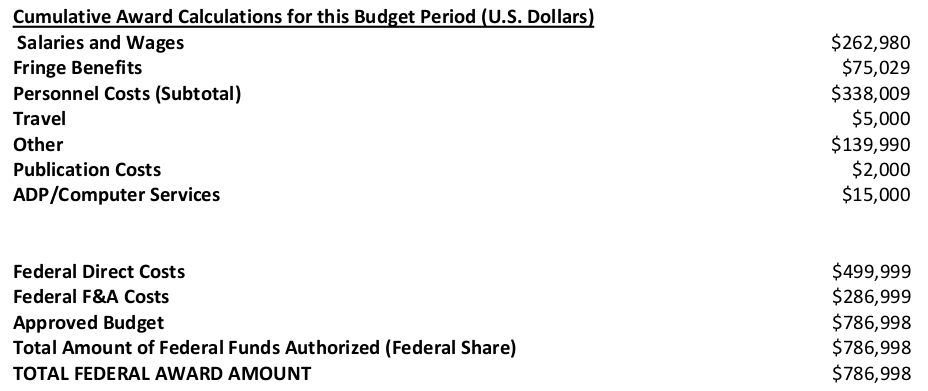 Cumulative Award Calculations for this Budget Period (U.S. Dollars)
Salaries and Wages $262,980
Fringe Benefits $75,029
Personnel Costs (Subtotal) $338,009
Travel $5,000
Other $139,990
Publication Costs $2,000
ADP/Computer Services $15,000
Federal Direct Costs $499,999
Federal F&A Costs $286,999
Approved Budget $786,998
Total Amount of Federal Funds Authorized (Federal Share) $786,998
TOTAL FEDERAL AWARD AMOUNT $786,998